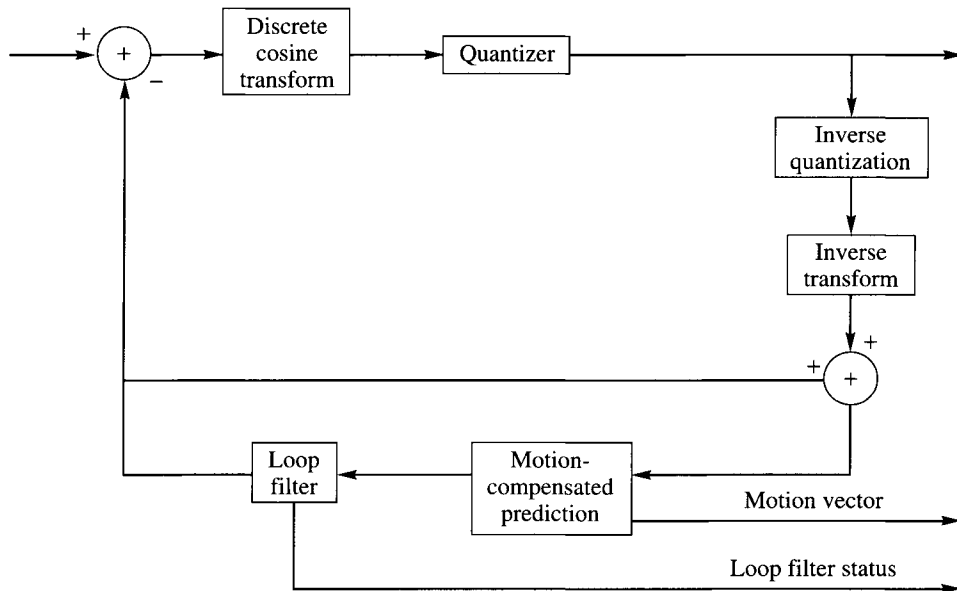 +
+
−
Discrete
cosine
transform
Quantizer
Inverse
quantization
Inverse
transform
+
+
+
Loop
filter
Motion-
compensated
prediction
Motion vector
Loop filter status